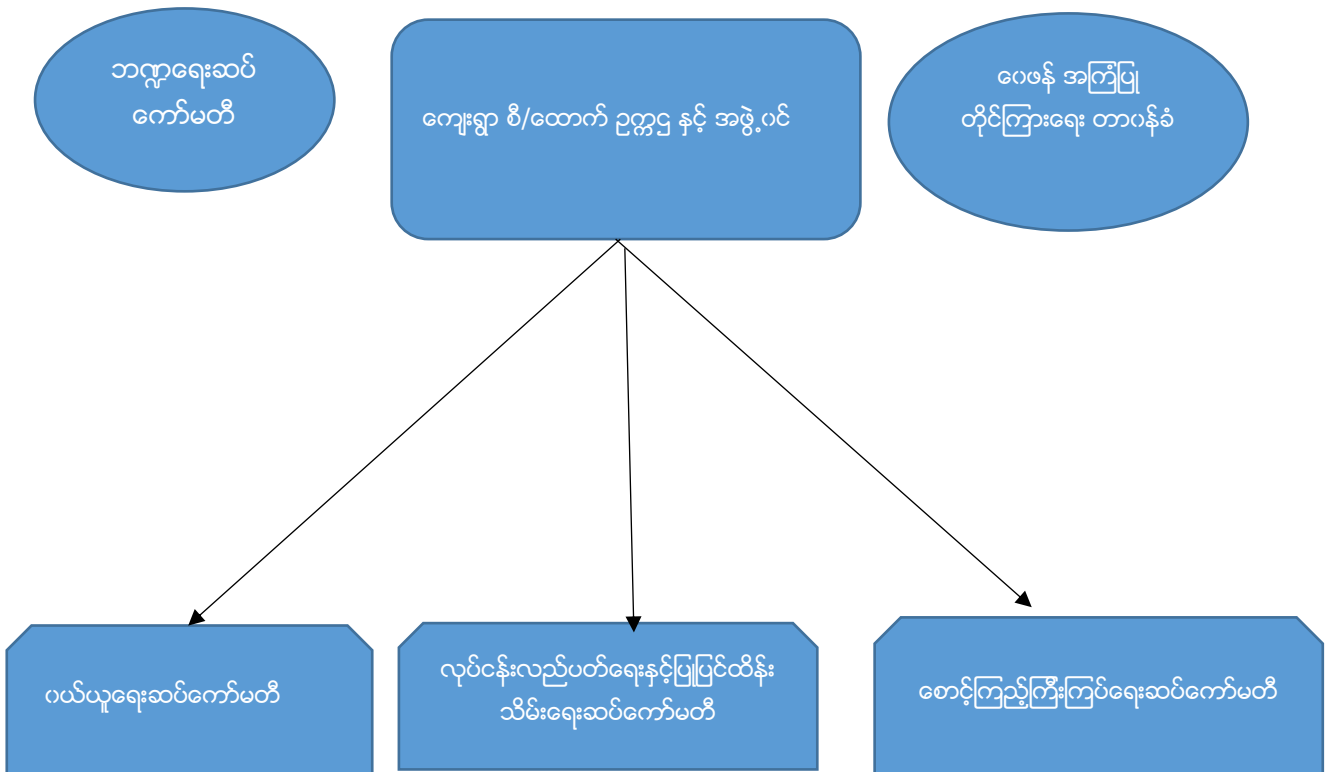 ဘဏ္ဍရေးဆပ်
ကော်မတီ
ကျေးရွာ စီ/ထောက် ဥက္ကဌ နှင့် အဖွဲ့ဝင်
ဝေဖန် အကြံပြု
တိုင်ကြားရေး တာဝန်ခံ
ဝယ်ယူရေးဆပ်ကော်မတီ
လုပ်ငန်းလည်ပတ်ရေးနှင့်ပြုပြင်ထိန်း
သိမ်းရေးဆပ်ကော်မတီ
စောင့်ကြည့်ကြီးကြပ်ရေးဆပ်ကော်မတီ